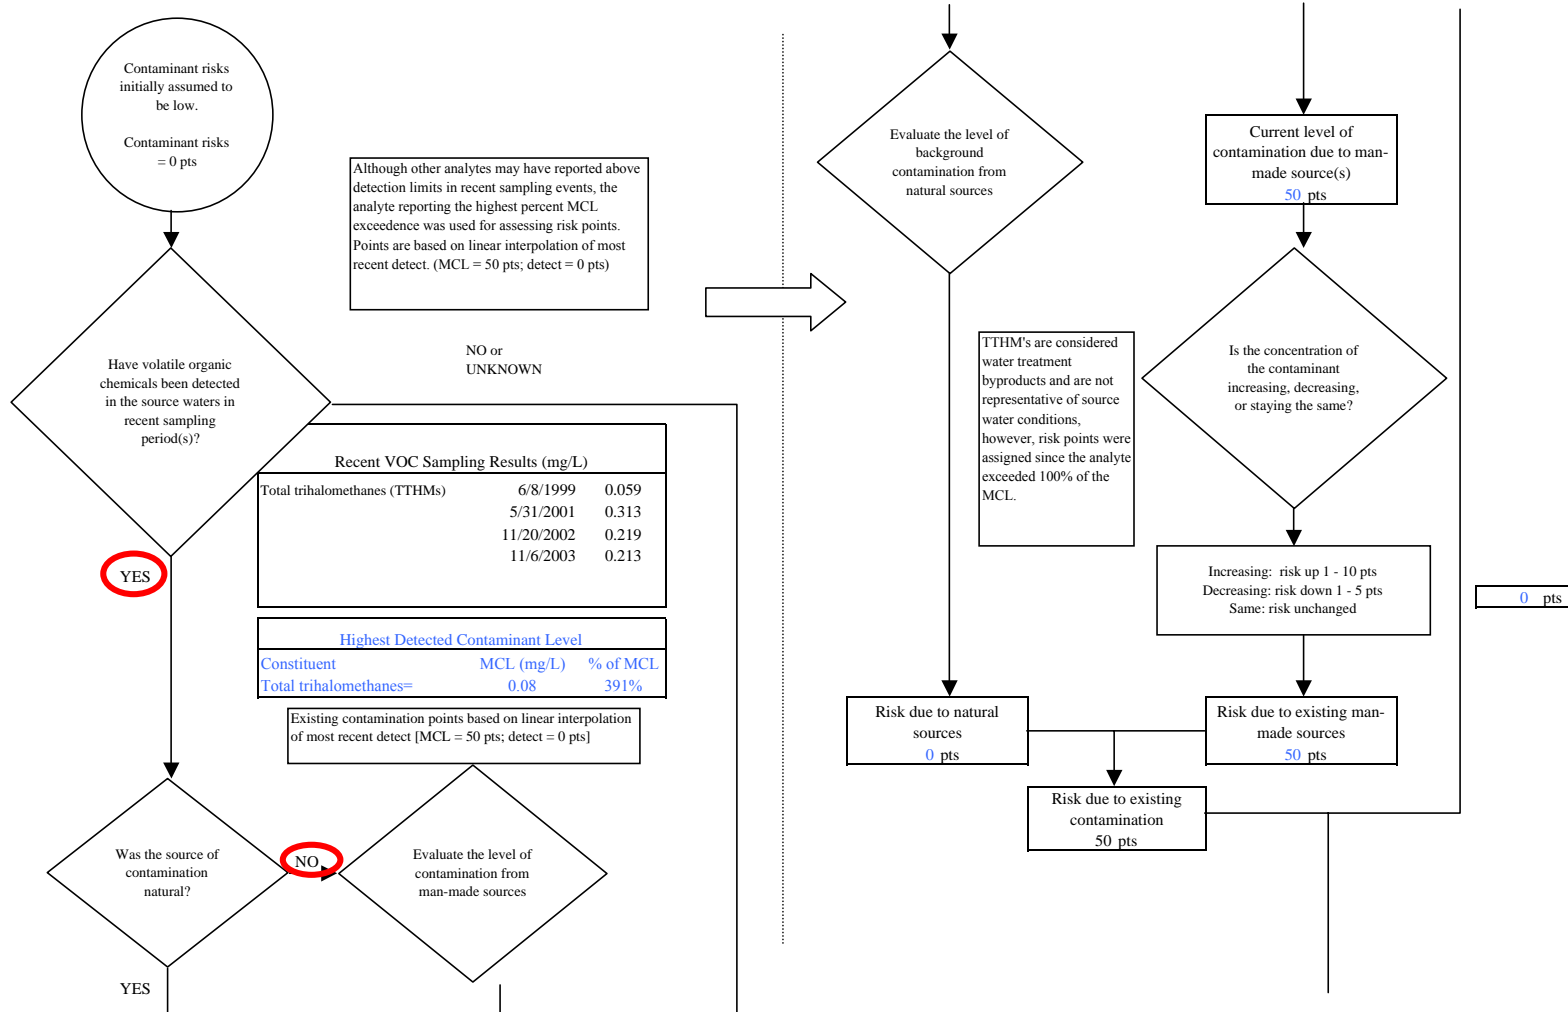 Contaminant risks
initially assumed to
be low.
Contaminant risks
= 0 pts
Although other analytes may have reported above
detection limits in recent sampling events, the
analyte reporting the highest percent MCL
exceedence was used for assessing risk points.
Points are based on linear interpolation of most
recent detect. (MCL = 50 pts; detect = 0 pts)
Have volatile organic
chemicals been detected
in the source waters in
recent sampling
period(s)?
NO or
UNKNOWN
Recent VOC Sampling Results (mg/L)
Total trihalomethanes (TTHMs) 6/8/1999 0.059
5/31/2001 0.313
11/20/2002 0.219
11/6/2003 0.213
YES
Highest Detected Contaminant Level
Constituent MCL (mg/L) % of MCL
Total trihalomethanes= 0.08 391%
Existing contamination points based on linear interpolation
of most recent detect [MCL = 50 pts; detect = 0 pts]
Was the source of
contamination
natural?
NO
Evaluate the level of
contamination from
man-made sources
YES
Evaluate the level of
background
contamination from
natural sources
Current level of
contamination due to man-
made source(s)
50 pts
TTHM's are considered
water treatment
byproducts and are not
representative of source
water conditions,
however, risk points were
assigned since the analyte
exceeded 100% of the
MCL.
Is the concentration of
the contaminant
increasing, decreasing,
or staying the same?
Increasing: risk up 1 - 10 pts
Decreasing: risk down 1 - 5 pts
Same: risk unchanged
0 pts
Risk due to natural
sources
0 pts
Risk due to existing man-
made sources
50 pts
Risk due to existing
contamination
50 pts